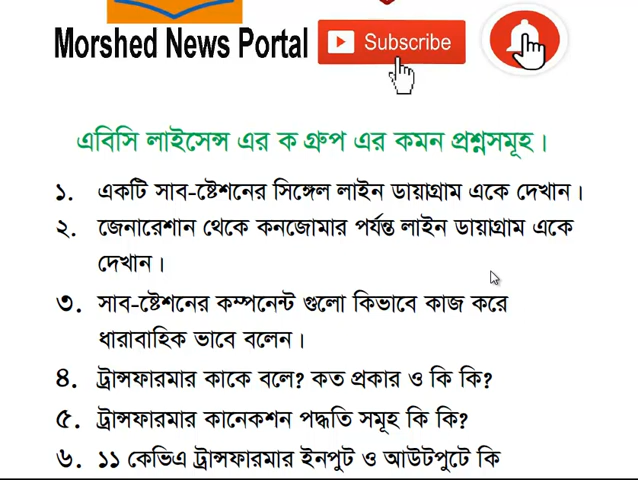 Morshed News Portal Subscribe
এবিসি লাইসেন্স এর ক গ্রুপ এর কমন প্রশ্নসমূহ।
১. একটি সাব-ষ্টেশনের সিঙ্গেল লাইন ডায়াগ্রাম একে দেখান।
২. জেনারেশান থেকে কনজোমার পর্যন্ত লাইন ডায়াগ্রাম একে
দেখান।
৩. সাব-ষ্টেশনের কম্পনেন্ট গুলো কিভাবে কাজ করে
ধারাবাহিক ভাবে বলেন।
৪. ট্রান্সফারমার কাকে বলে? কত প্রকার ও কি কি?
৫. ট্রান্সফারমার কানেকশন পদ্ধতি সমূহ কি কি?
৬. ১১ কেভিএ ট্রান্সফারমার ইনপুট ও আউটপুটে কি